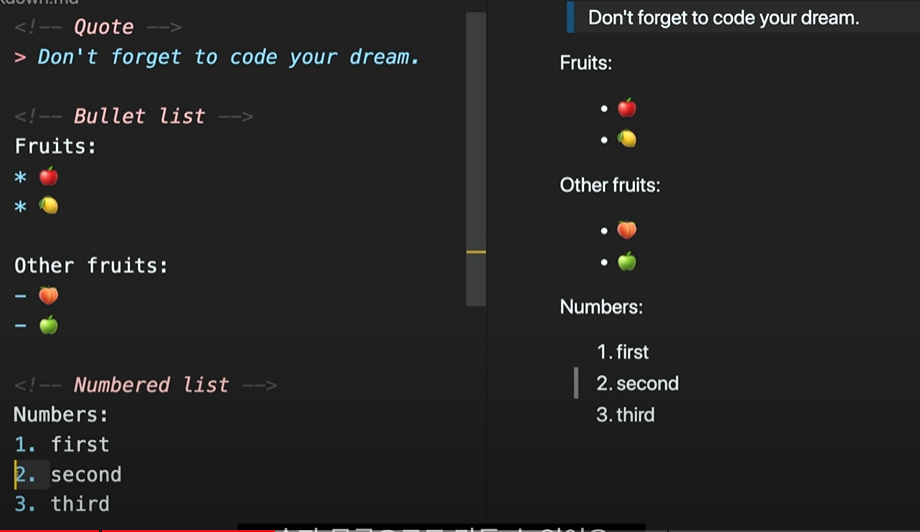 <!-- Quote -->
> Don't forget to code your dream.
<!-- Bullet list -->
Fruits:
* 🍎
* 🍋
Other fruits:
- 🍑
- 🍏
<!-- Numbered list -->
Numbers:
1. first
2. second
3. third
Don't forget to code your dream.
Fruits:
• 🍎
• 🍋
Other fruits:
• 🍑
• 🍏
Numbers:
1. first
2. second
3. third